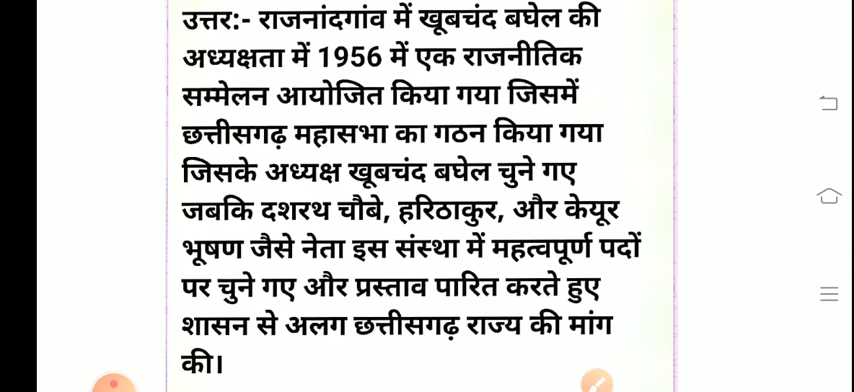 उत्तर:- राजनांदगांव में खूबचंद बघेल की
अध्यक्षता में 1956 में एक राजनीतिक
सम्मेलन आयोजित किया गया जिसमें
छत्तीसगढ़ महासभा का गठन किया गया
जिसके अध्यक्ष खूबचंद बघेल चुने गए
जबकि दशरथ चौबे, हरिठाकुर, और केयूर
भूषण जैसे नेता इस संस्था में महत्वपूर्ण पदों
पर चुने गए और प्रस्ताव पारित करते हुए
शासन से अलग छत्तीसगढ़ राज्य की मांग
की।